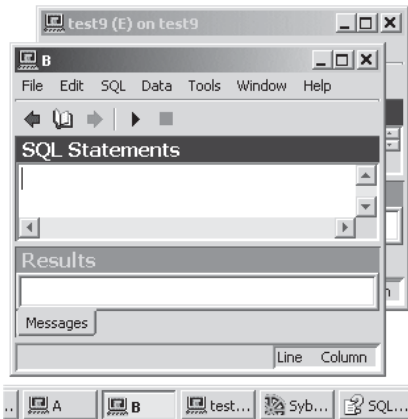 test9 (E) on test9
B
File Edit SQL Data Tools Window Help
SQL Statements
Results
Messages
Line Column
.. A B test... Syb... SQL...